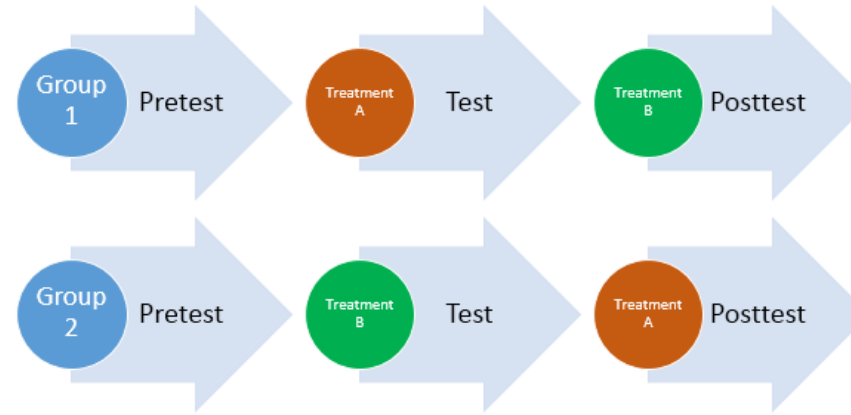 Group
1
Pretest
Treatment
A
Test
Treatment
B
Posttest
Group
2
Pretest
Treatment
B
Test
Treatment
A
Posttest